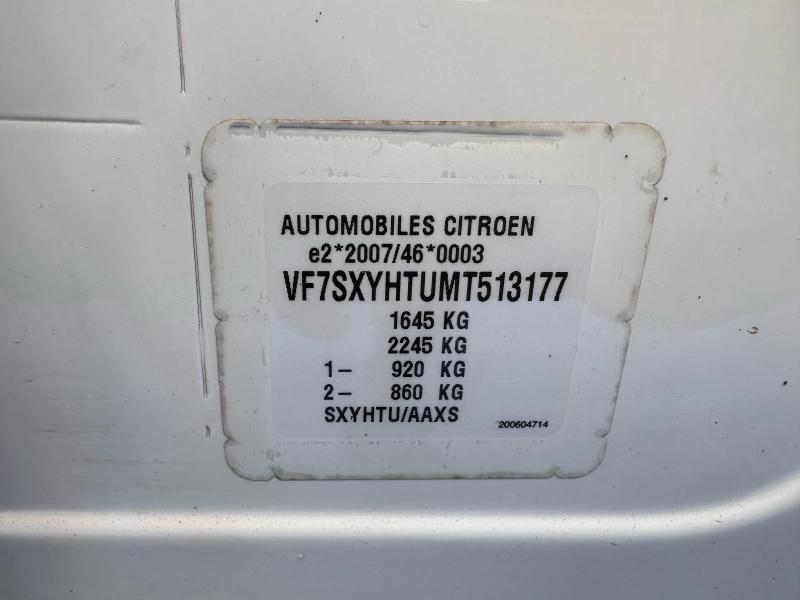 AUTOMOBILES CITROEN
e2*2007/46*0003
VF7SXYHTUMT513177
1645 KG
2245 KG
1– 920 KG
2– 860 KG
SXYHTU/AAXS
200604714